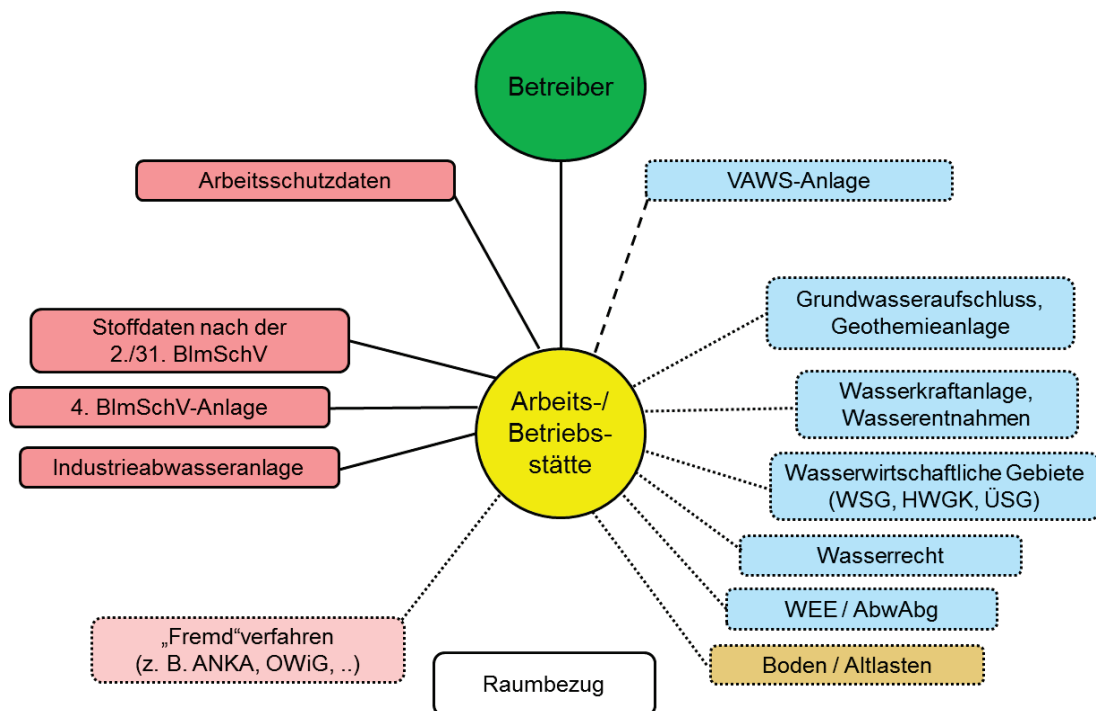 Betreiber
Arbeitsschutzdaten
VAWS-Anlage
Stoffdaten nach der
2./31. BImSchV
Grundwasseraufschluss,
Geothemieanlage
4. BImSchV-Anlage
Arbeits-/
Betriebs-
stätte
Wasserkraftanlage,
Wasserentnahmen
Industrieabwasseranlage
Wasserwirtschaftliche Gebiete
(WSG, HWGK, ÜSG)
Wasserrecht
WEE / AbwAbg
„Fremd“verfahren
(z. B. ANKA, OWiG, ..)
Boden / Altlasten
Raumbezug